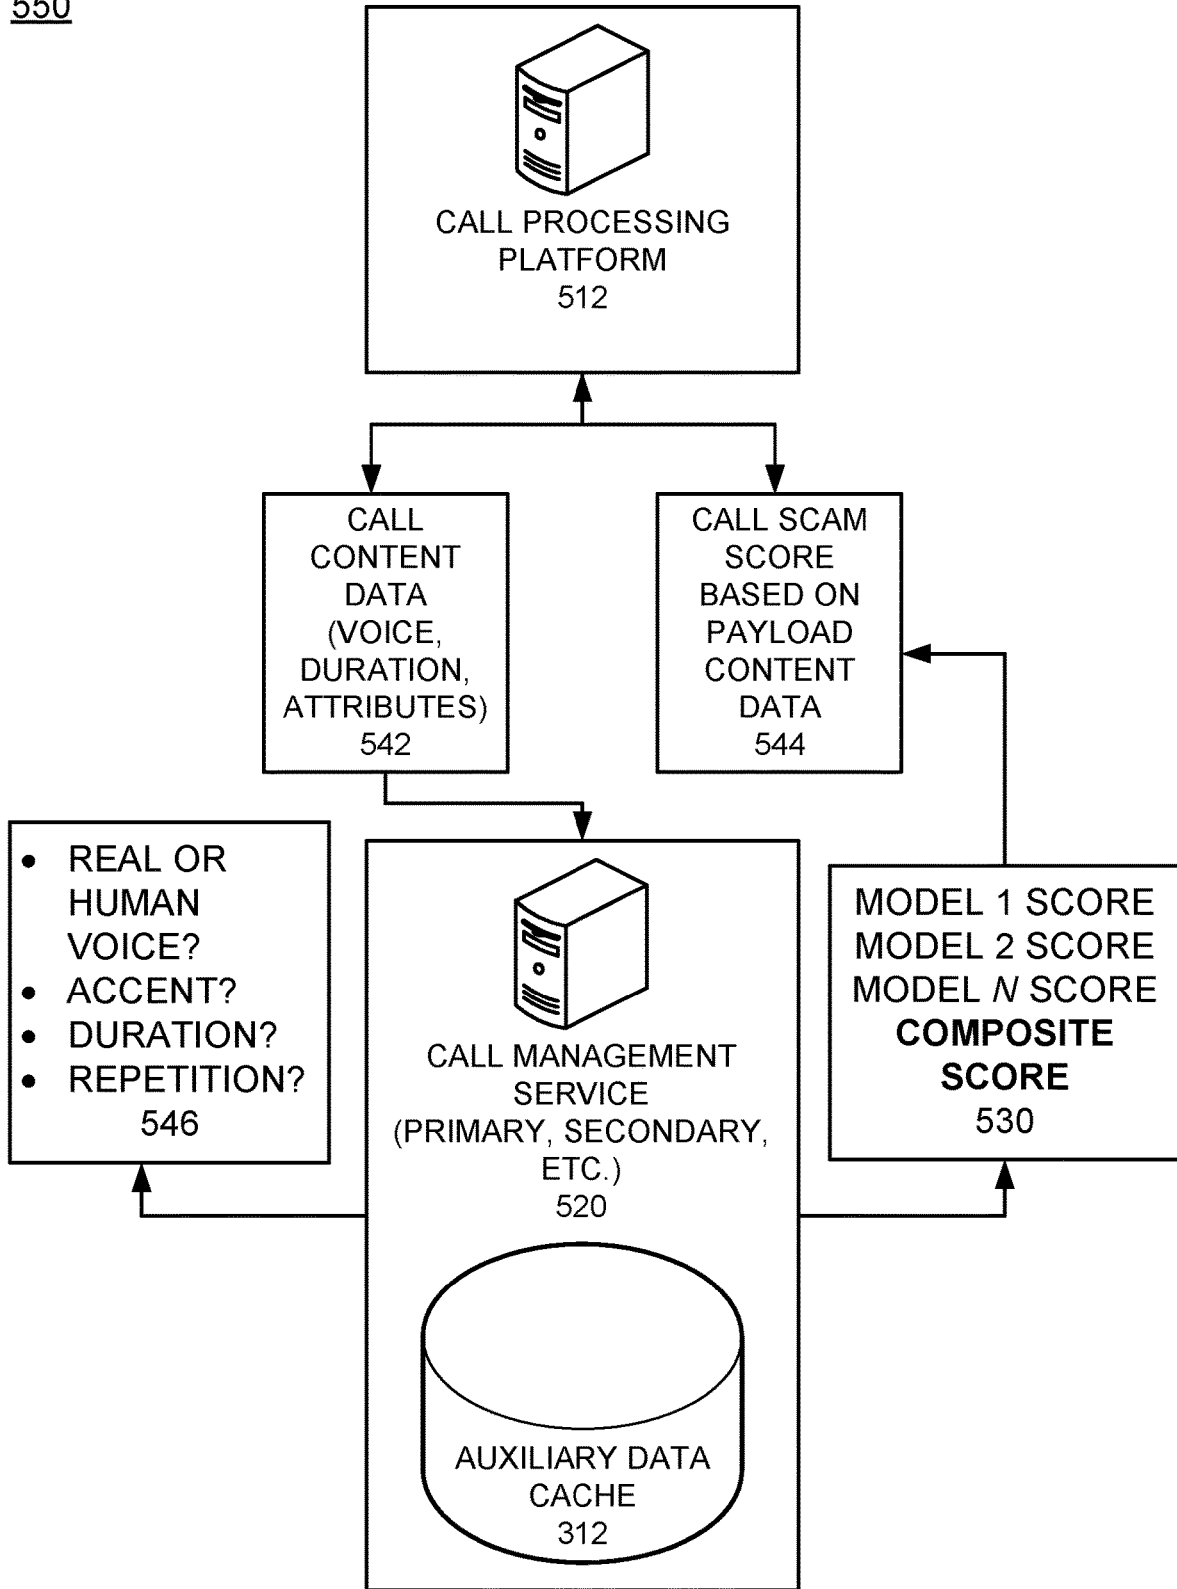 550
CALL PROCESSING
PLATFORM
512
CALL
CONTENT
DATA
(VOICE,
DURATION,
ATTRIBUTES)
542
CALL SCAM
SCORE
BASED ON
PAYLOAD
CONTENT
DATA
544
• REAL OR
HUMAN
VOICE?
• ACCENT?
• DURATION?
• REPETITION?
546
CALL MANAGEMENT
SERVICE
(PRIMARY, SECONDARY,
ETC.)
520
MODEL 1 SCORE
MODEL 2 SCORE
MODEL N SCORE
COMPOSITE
SCORE
530
AUXILIARY DATA
CACHE
312